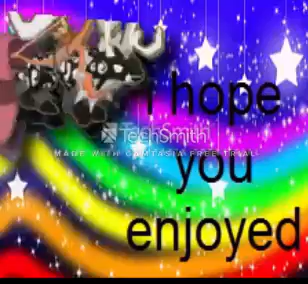 I hope
TechSmith
MADE WITH CAMTASIA FREE TRIAL
you
enjoyed